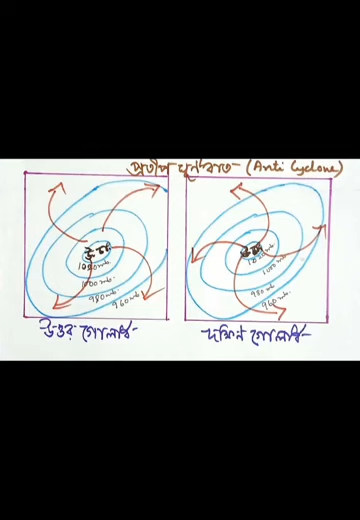 প্রতীপ ঘূর্ণবাত (Anti Cyclone)
উচ্চ
1020 mb.
1000 mb.
980 mb.
960 mb.
উচ্চ
1020 mb.
1000 mb.
980 mb.
960 mb.
উত্তর গোলার্ধ
দক্ষিণ গোলার্ধ